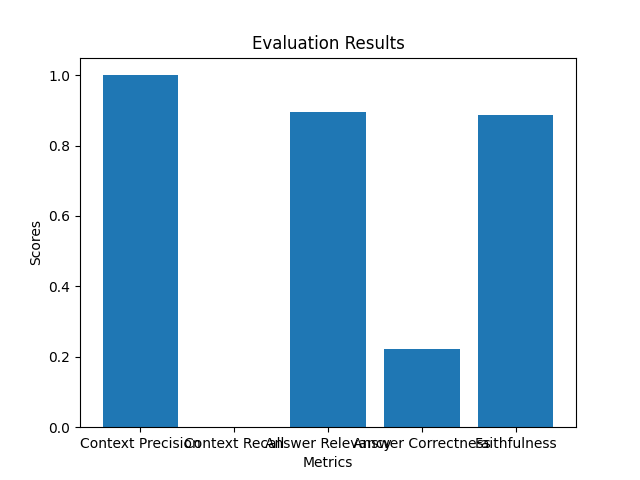 Evaluation Results
1.0
0.8
0.6
0.4
0.2
0.0
Scores
Context Precision Context Recall Answer Relevancy Answer Correctness Faithfulness
Metrics